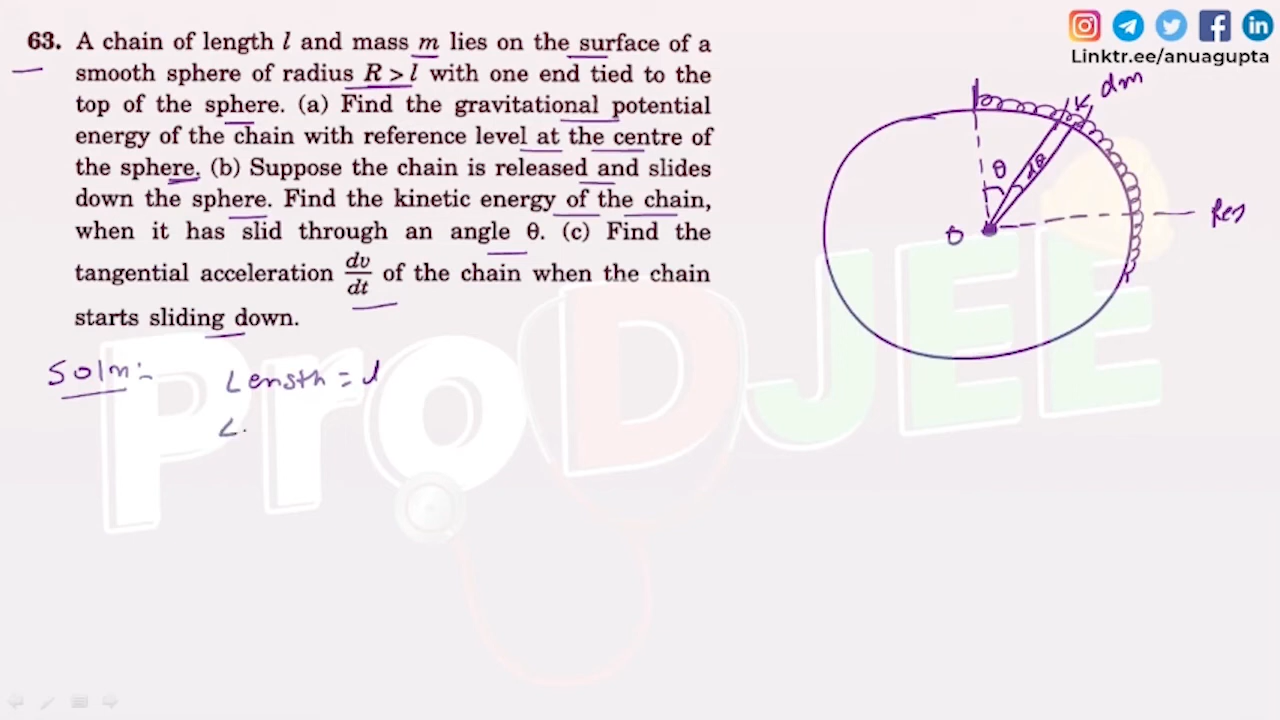 Linktr.ee/anuagupta
63. A chain of length l and mass m lies on the surface of a
smooth sphere of radius R > l with one end tied to the
top of the sphere. (a) Find the gravitational potential
energy of the chain with reference level at the centre of
the sphere. (b) Suppose the chain is released and slides
down the sphere. Find the kinetic energy of the chain,
when it has slid through an angle θ. (c) Find the
tangential acceleration dv/dt of the chain when the chain
starts sliding down.
dm
θ
dθ
O
Ref
Soln:-
Length = l
<.
ProDJEE